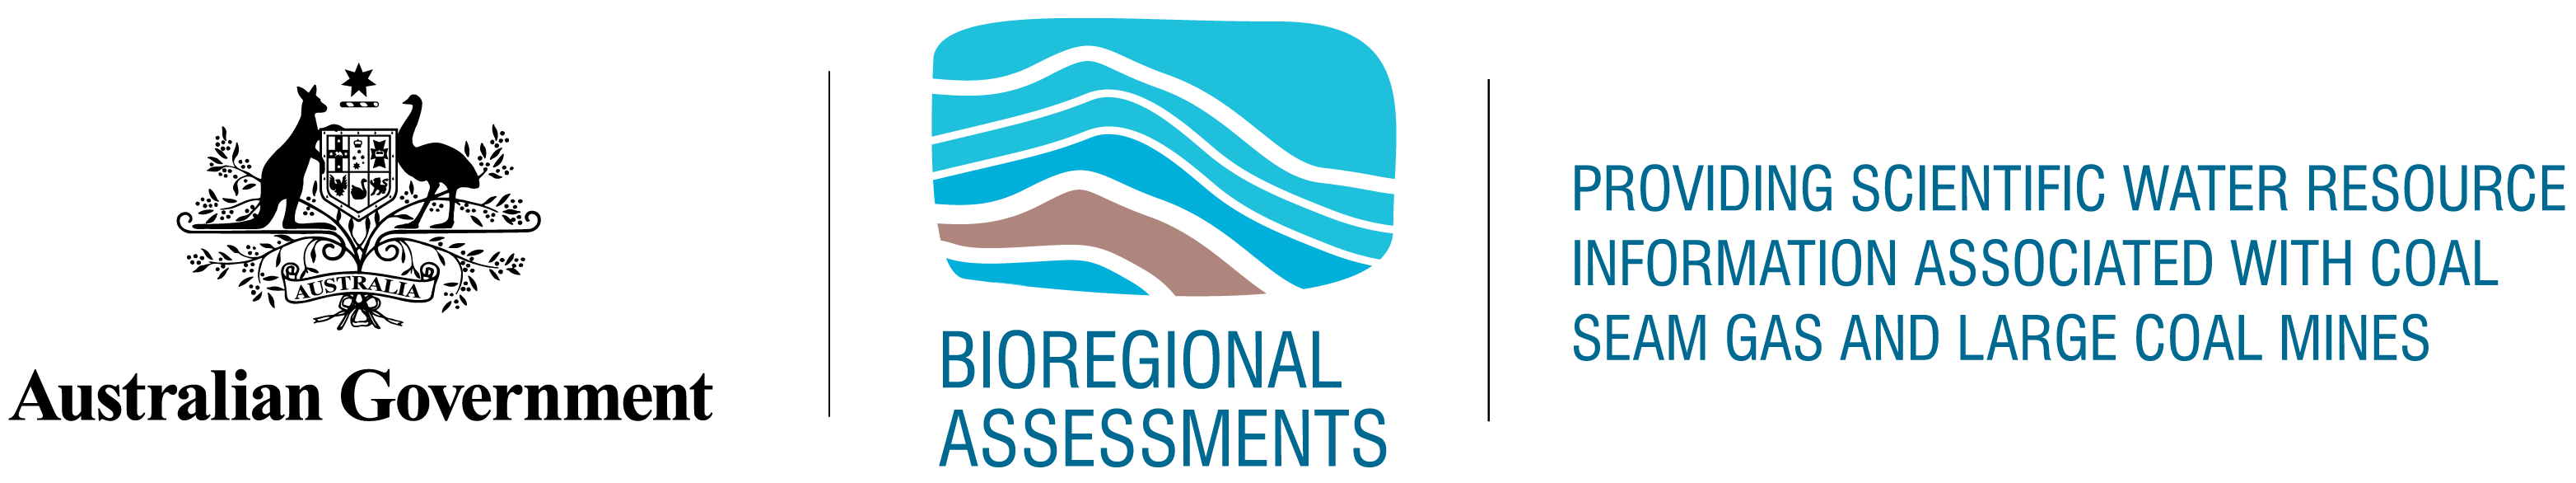 AUSTRALIA
Australian Government
BIOREGIONAL
ASSESSMENTS
PROVIDING SCIENTIFIC WATER RESOURCE
INFORMATION ASSOCIATED WITH COAL
SEAM GAS AND LARGE COAL MINES